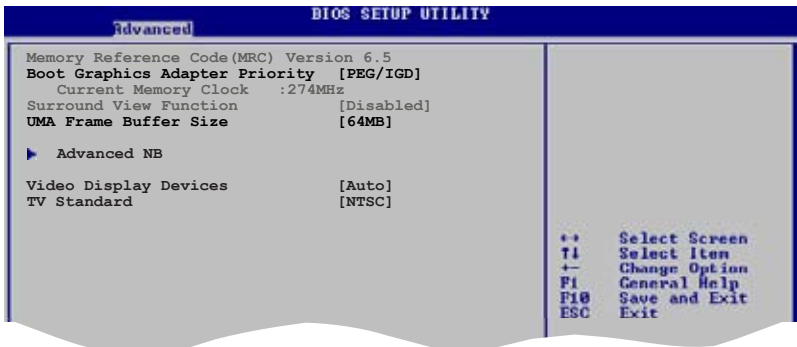 BIOS SETUP UTILITY
Advanced
Memory Reference Code(MRC) Version 6.5
Boot Graphics Adapter Priority [PEG/IGD]
Current Memory Clock :274MHz
Surround View Function [Disabled]
UMA Frame Buffer Size [64MB]
Advanced NB
Video Display Devices [Auto]
TV Standard [NTSC]
←→ Select Screen
↑↓ Select Item
+- Change Option
F1 General Help
F10 Save and Exit
ESC Exit